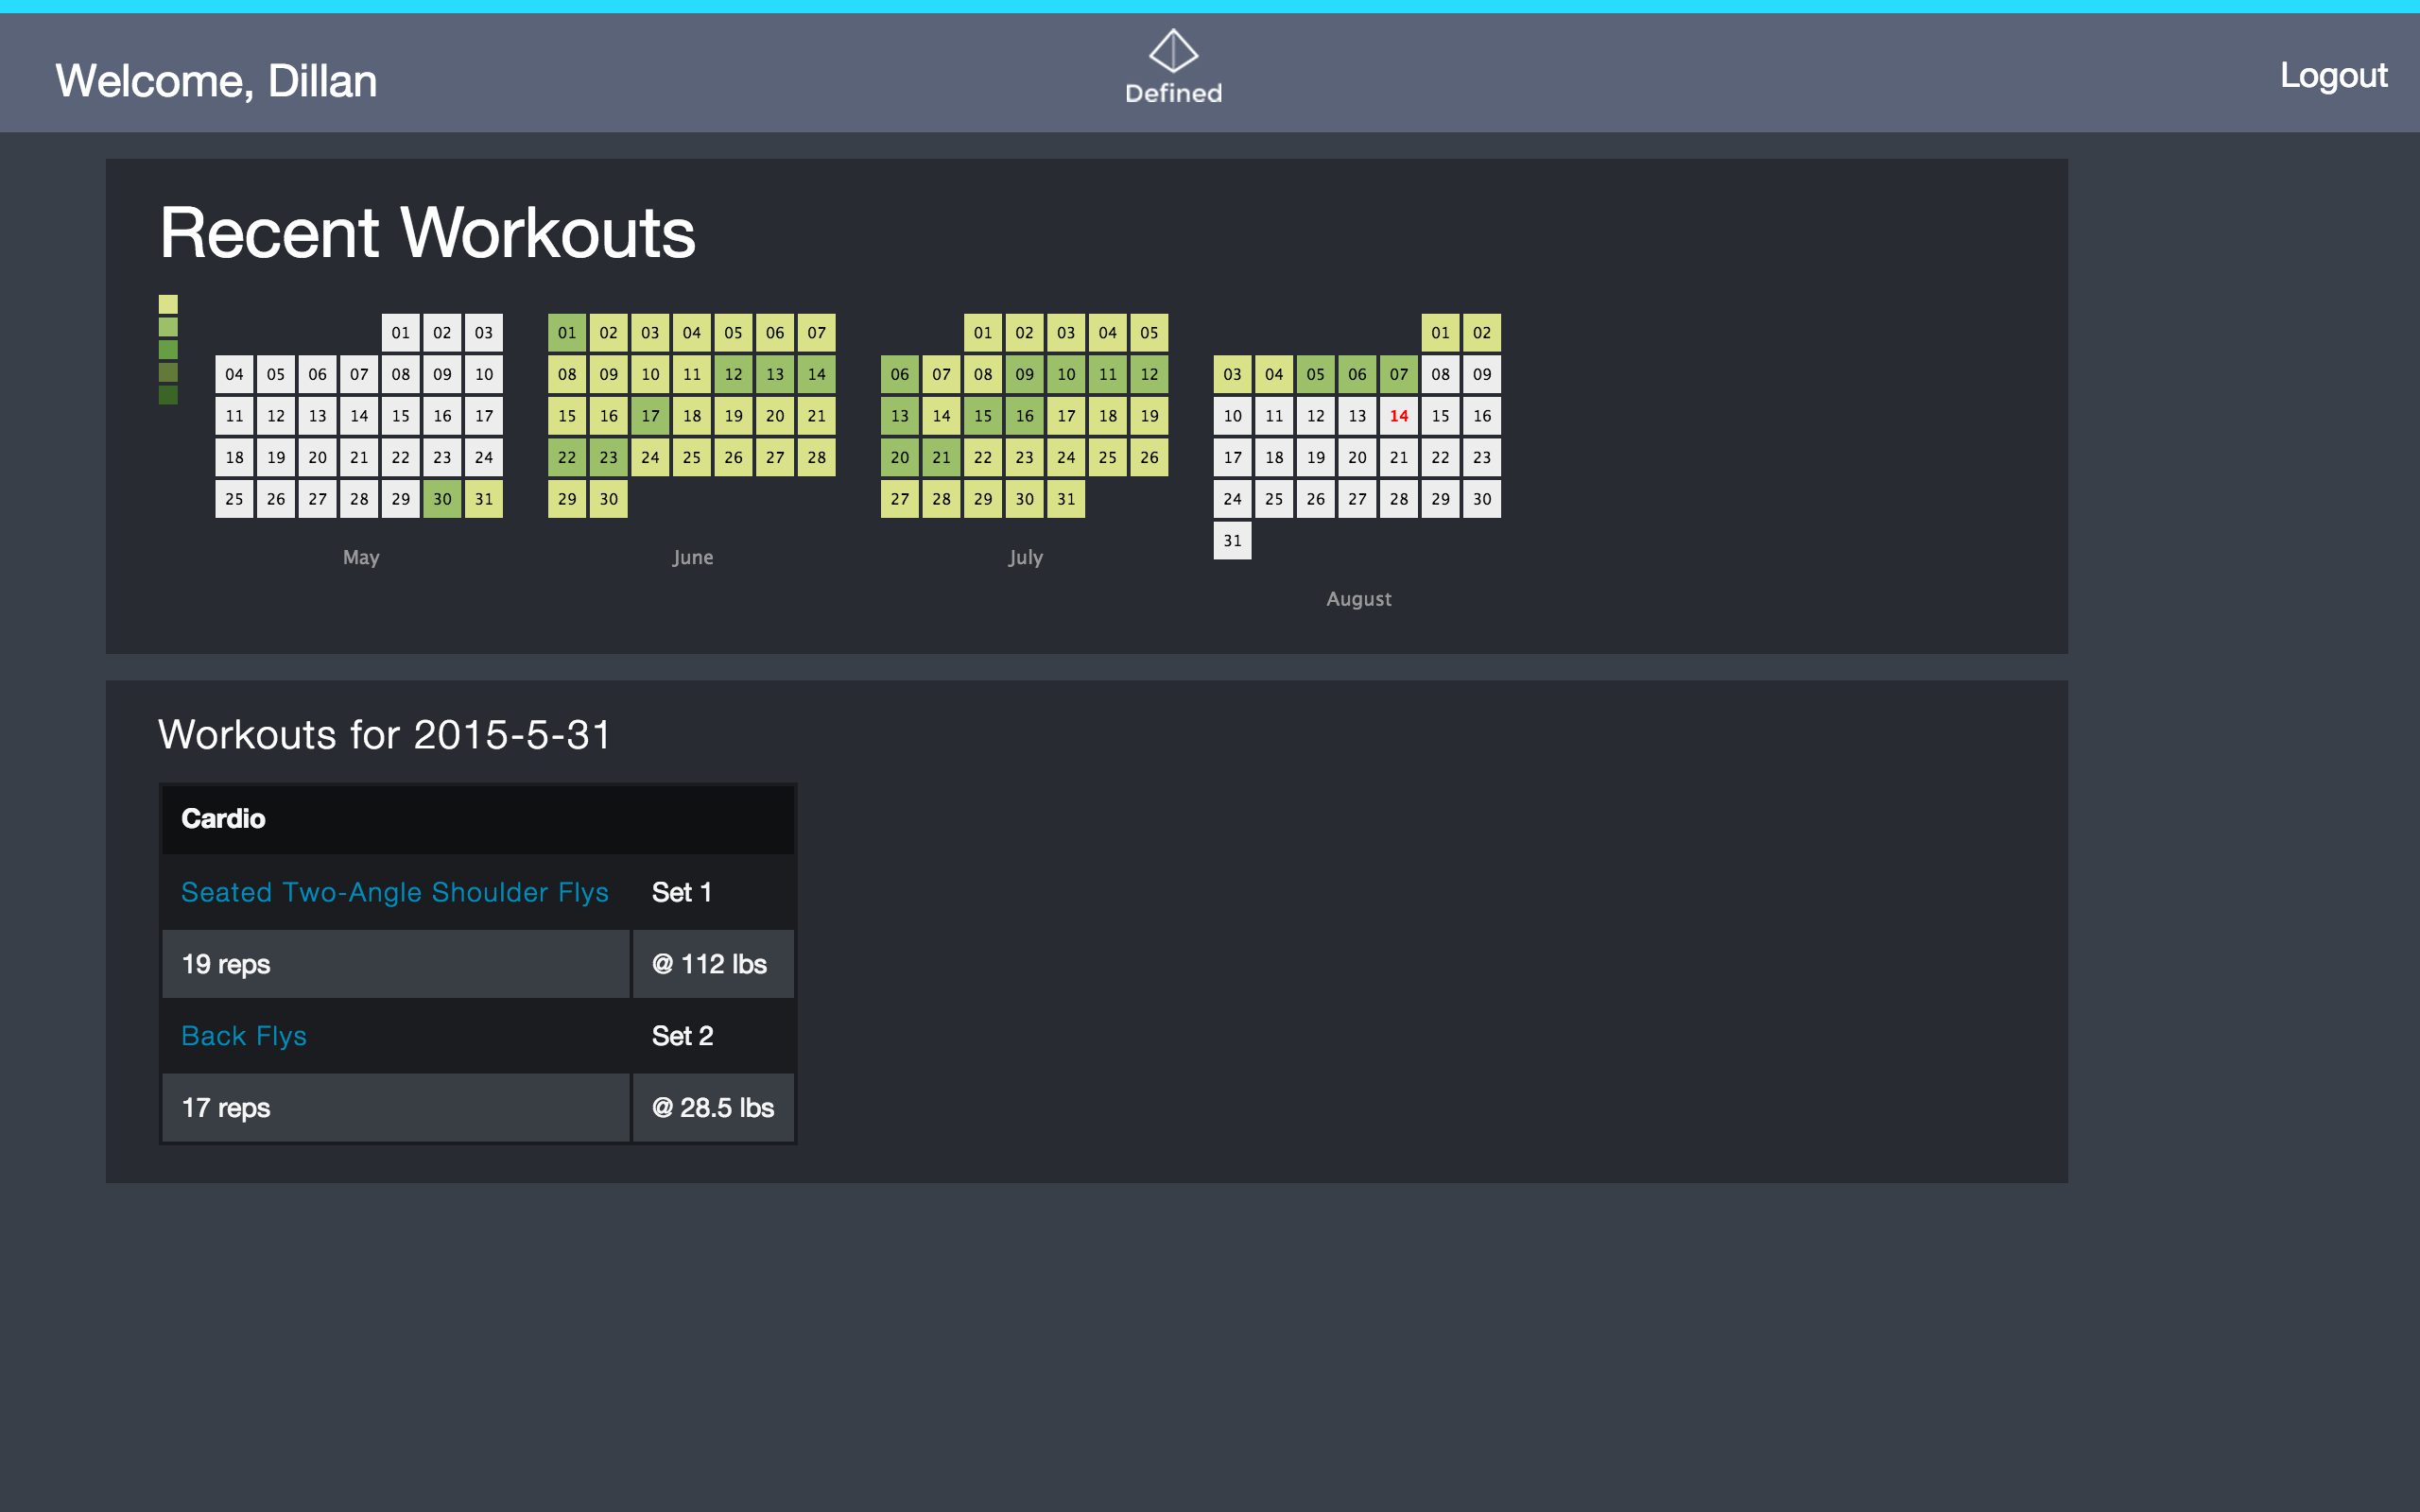 Welcome, Dillan
Defined
Logout
Recent Workouts
01 02 03
04 05 06 07 08 09 10
11 12 13 14 15 16 17
18 19 20 21 22 23 24
25 26 27 28 29 30 31
May
01 02 03 04 05 06 07
08 09 10 11 12 13 14
15 16 17 18 19 20 21
22 23 24 25 26 27 28
29 30
June
01 02 03 04 05
06 07 08 09 10 11 12
13 14 15 16 17 18 19
20 21 22 23 24 25 26
27 28 29 30 31
July
01 02
03 04 05 06 07 08 09
10 11 12 13 14 15 16
17 18 19 20 21 22 23
24 25 26 27 28 29 30
31
August
Workouts for 2015-5-31
Cardio
Seated Two-Angle Shoulder Flys Set 1
19 reps @ 112 lbs
Back Flys Set 2
17 reps @ 28.5 lbs